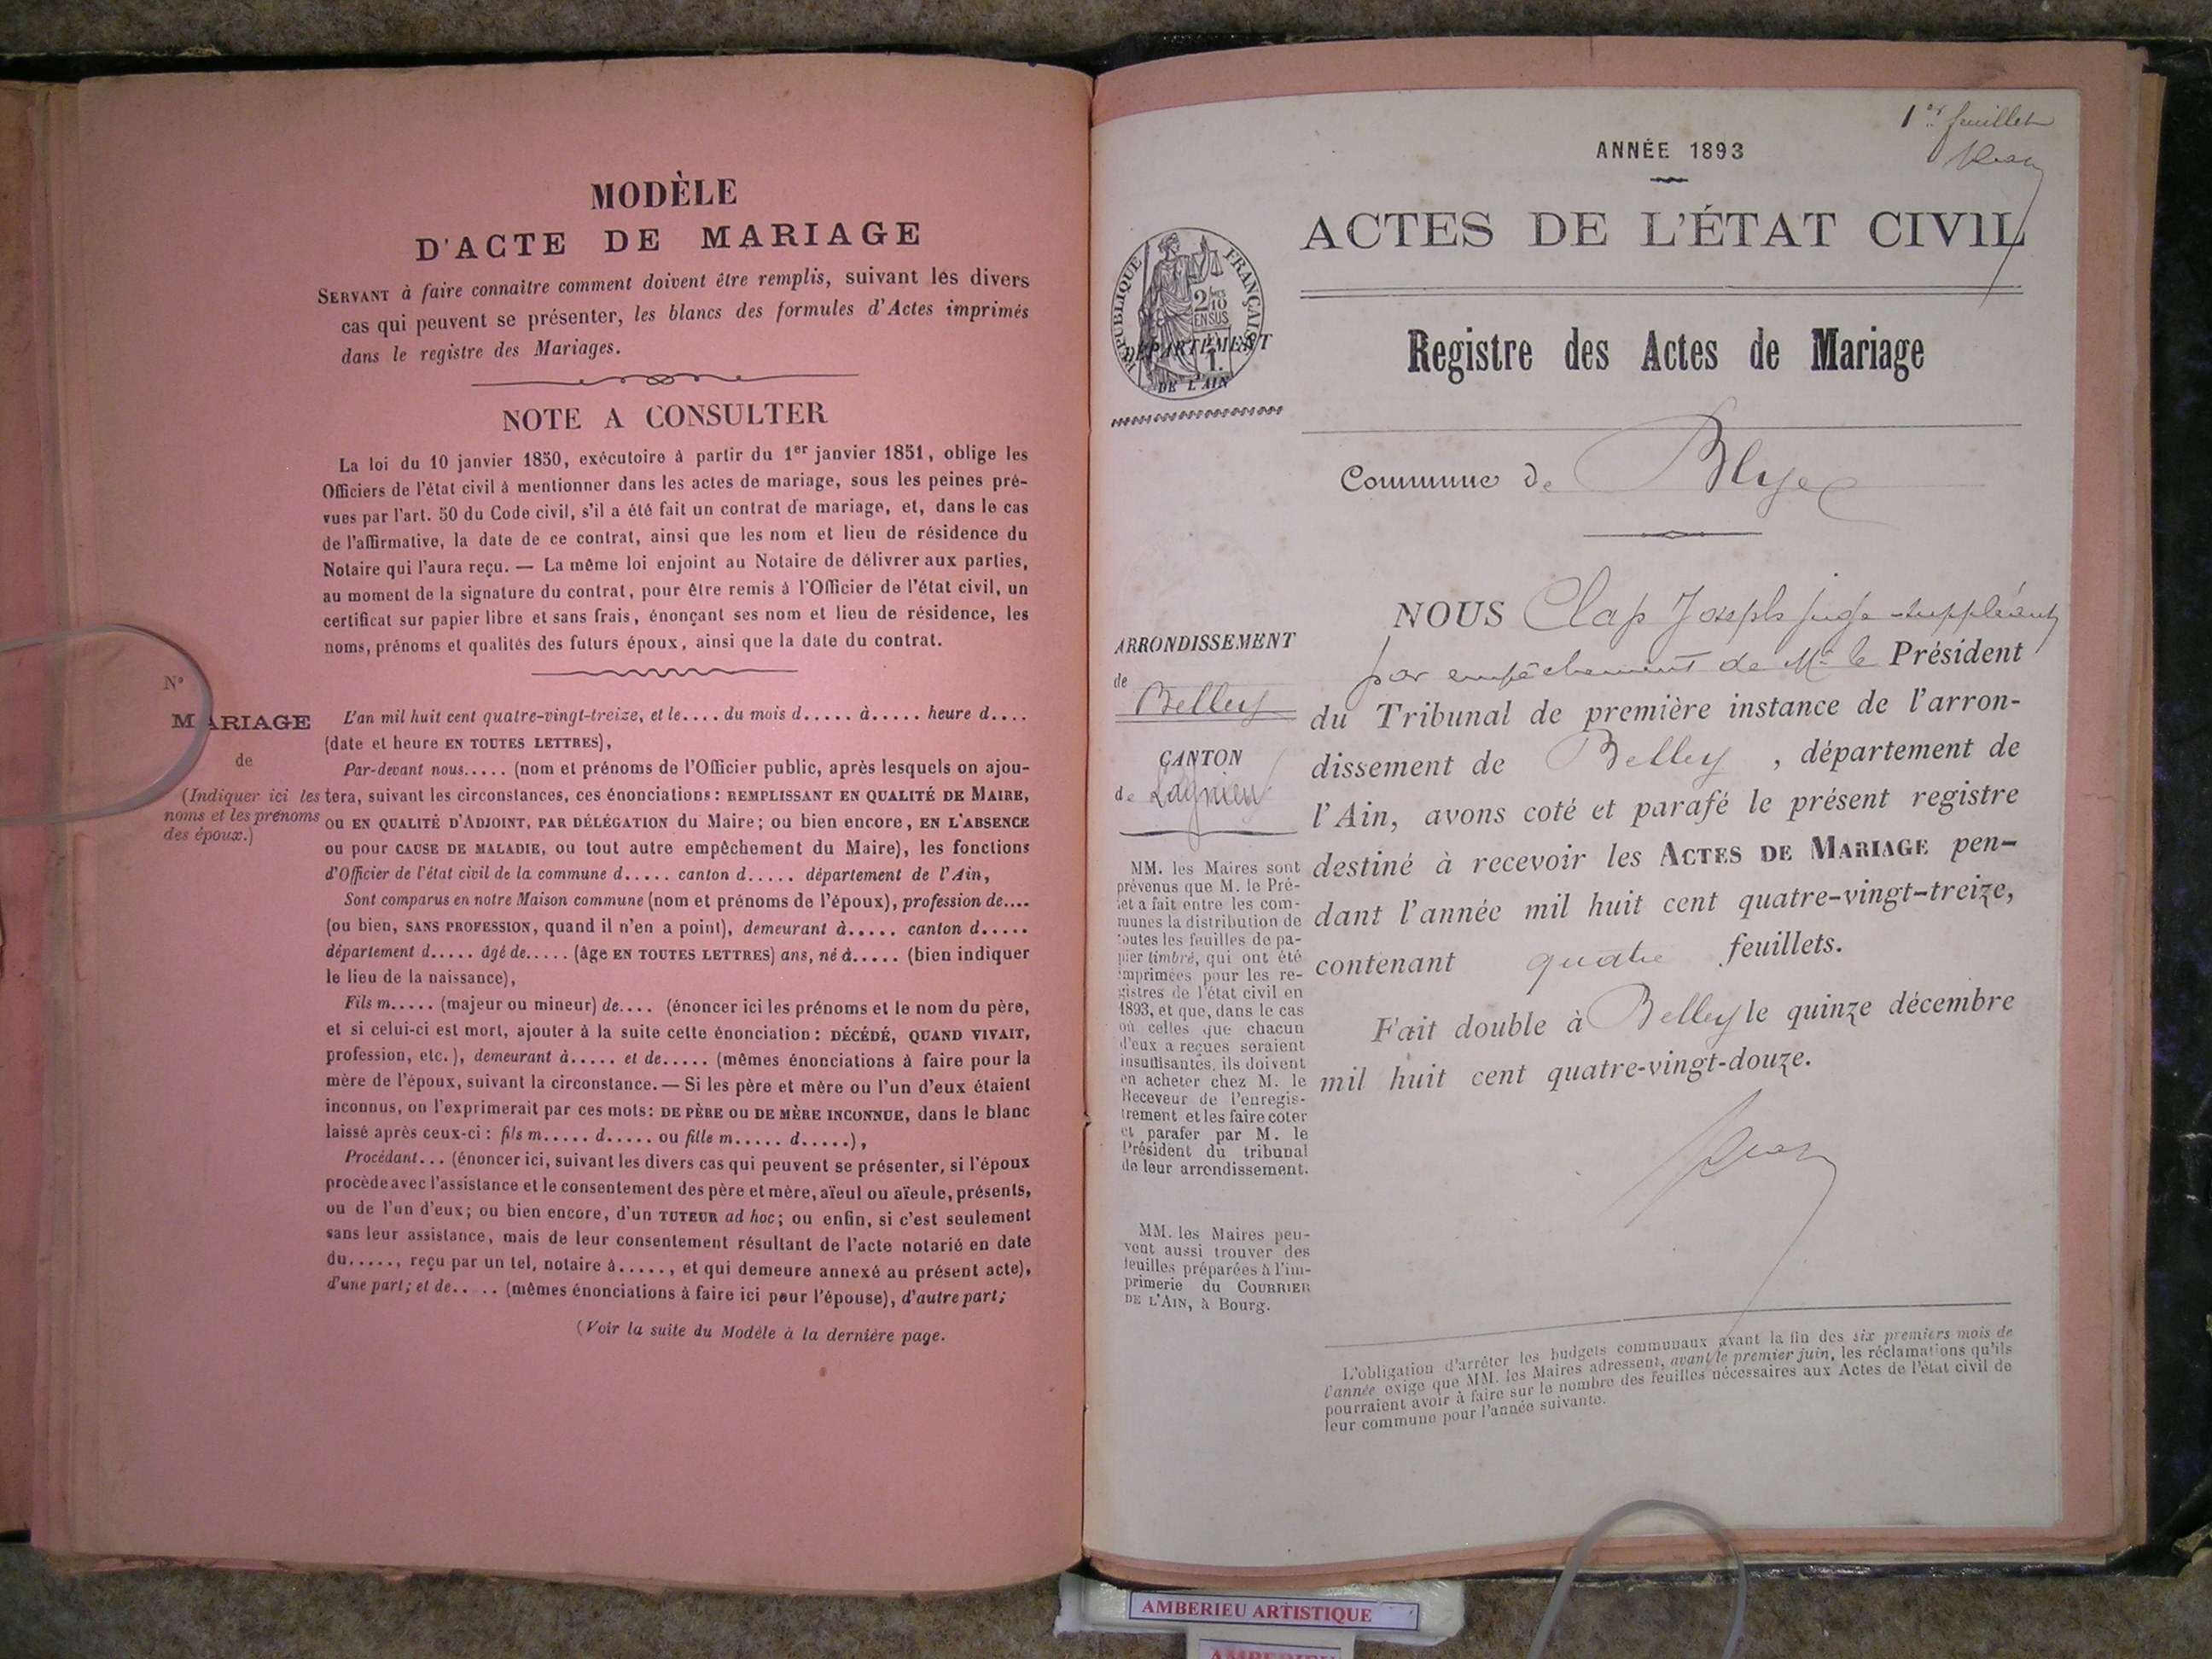 MODÈLE
D'ACTE DE MARIAGE
SERVANT à faire connaître comment doivent être remplis, suivant les divers
cas qui peuvent se présenter, les blancs des formules d'Actes imprimés
dans le registre des Mariages.
NOTE A CONSULTER
La loi du 10 janvier 1850, exécutoire à partir du 1er janvier 1851, oblige les
Officiers de l'état civil à mentionner dans les actes de mariage, sous les peines pré-
vues par l'art. 50 du Code civil, s'il a été fait un contrat de mariage, et, dans le cas
de l'affirmative, la date de ce contrat, ainsi que les nom et lieu de résidence du
Notaire qui l'aura reçu. — La même loi enjoint au Notaire de délivrer aux parties,
au moment de la signature du contrat, pour être remis à l'Officier de l'état civil, un
certificat sur papier libre et sans frais, énonçant ses nom et lieu de résidence, les
noms, prénoms et qualités des futurs époux, ainsi que la date du contrat.
N°
MARIAGE
de
(Indiquer ici les
noms et les prénoms
des époux.)
L'an mil huit cent quatre-vingt-treize, et le.... du mois d..... à..... heure d....
(date et heure EN TOUTES LETTRES),
Par-devant nous..... (nom et prénoms de l'Officier public, après lesquels on ajou-
tera, suivant les circonstances, ces énonciations: REMPLISSANT EN QUALITÉ DE MAIRE,
OU EN QUALITÉ D'ADJOINT, PAR DÉLÉGATION du Maire; ou bien encore, EN L'ABSENCE
ou pour CAUSE DE MALADIE, ou tout autre empêchement du Maire), les fonctions
d'Officier de l'état civil de la commune d..... canton d..... département de l'Ain,
Sont comparus en notre Maison commune (nom et prénoms de l'époux), profession de....
(ou bien, SANS PROFESSION, quand il n'en a point), demeurant à..... canton d.....
département d..... âgé de..... (âge EN TOUTES LETTRES) ans, né à..... (bien indiquer
le lieu de la naissance),
Fils m..... (majeur ou mineur) de.... (énoncer ici les prénoms et le nom du père,
et si celui-ci est mort, ajouter à la suite cette énonciation: DÉCÉDÉ, QUAND VIVAIT,
profession, etc.), demeurant à..... et de..... (mêmes énonciations à faire pour la
mère de l'époux, suivant la circonstance. — Si les père et mère ou l'un d'eux étaient
inconnus, on l'exprimerait par ces mots: DE PÈRE OU DE MÈRE INCONNUE, dans le blanc
laissé après ceux-ci: fils m..... d..... ou fille m..... d.....),
Procédant... (énoncer ici, suivant les divers cas qui peuvent se présenter, si l'époux
procède avec l'assistance et le consentement des père et mère, aïeul ou aïeule, présents,
ou de l'un d'eux; ou bien encore, d'un TUTEUR ad hoc; ou enfin, si c'est seulement
sans leur assistance, mais de leur consentement résultant de l'acte notarié en date
du....., reçu par un tel, notaire à....., et qui demeure annexé au présent acte),
d'une part; et de..... (mêmes énonciations à faire ici pour l'épouse), d'autre part;
(Voir la suite du Modèle à la dernière page.
1er feuillet
ANNÉE 1893
ACTES DE L'ÉTAT CIVIL
RÉPUBLIQUE FRANÇAISE
2/10 EN SUS
DÉPARTEMENT
DE L'AIN
Registre des Actes de Mariage
Commune de Blyes
ARRONDISSEMENT
de
Belley
CANTON
de Lagnieu
MM. les Maires sont
prévenus que M. le Pré-
fet a fait entre les com-
munes la distribution de
toutes les feuilles de pa-
pier timbré, qui ont été
imprimées pour les re-
gistres de l'état civil en
1893, et que, dans le cas
où celles que chacun
d'eux a reçues seraient
insuffisantes, ils doivent
en acheter chez M. le
Receveur de l'enregis-
trement et les faire coter
et parafer par M. le
Président du tribunal
de leur arrondissement.
MM. les Maires peu-
vent aussi trouver des
feuilles préparées à l'im-
primerie du COURRIER
DE L'AIN, à Bourg.
NOUS Clap Joseph juge-suppléant
par empêchement de Mr le Président
du Tribunal de première instance de l'arron-
dissement de Belley, département de
l'Ain, avons coté et parafé le présent registre
destiné à recevoir les ACTES DE MARIAGE pen-
dant l'année mil huit cent quatre-vingt-treize,
contenant quatre feuillets.
Fait double à Belley le quinze décembre
mil huit cent quatre-vingt-douze.
L'obligation d'arrêter les budgets communaux avant la fin des six premiers mois de
l'année exige que MM. les Maires adressent, avant le premier juin, les réclamations qu'ils
pourraient avoir à faire sur le nombre des feuilles nécessaires aux Actes de l'état civil de
leur commune pour l'année suivante.
AMBERIEU ARTISTIQUE
AMBERIEU